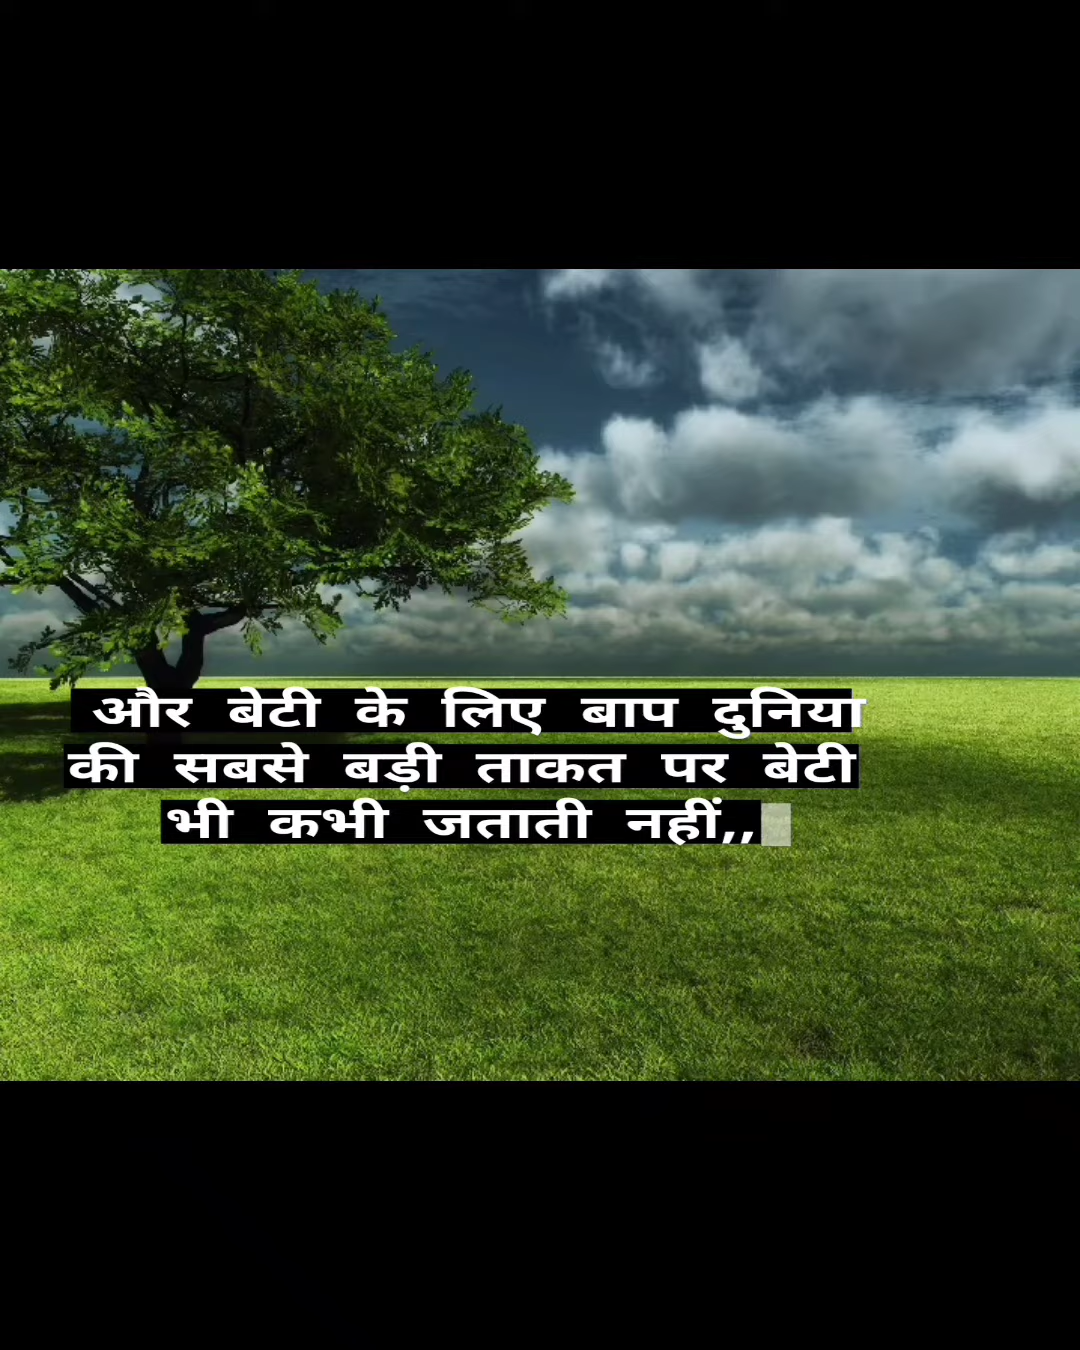 और बेटी के लिए बाप दुनिया
की सबसे बड़ी ताकत पर बेटी
भी कभी जताती नहीं,,